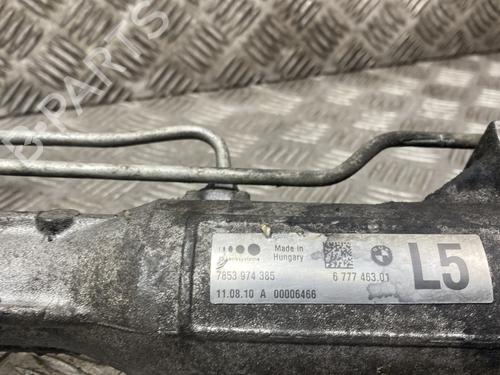 B-PARTS
Made in
Hungary
7853 974 385
6 777 463.01
L5
11.08.10 A 00006466